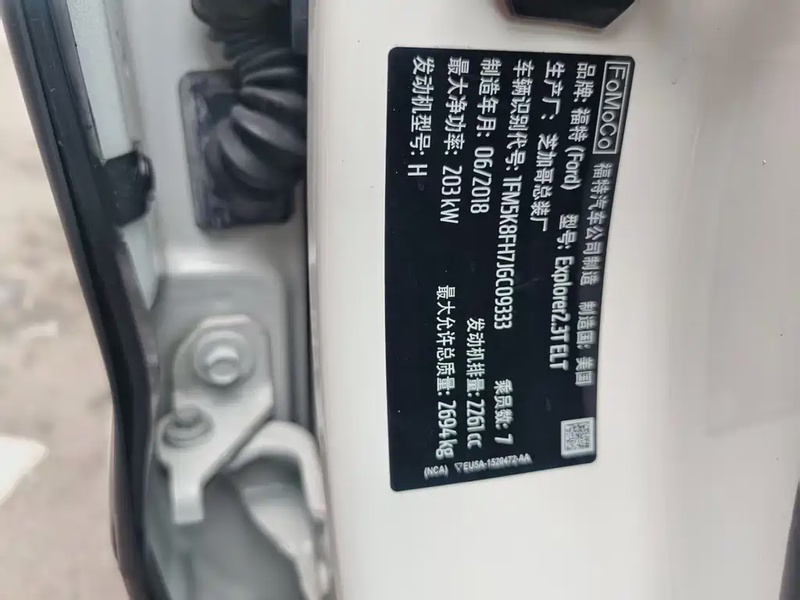 FoMoCo 福特汽车公司制造 制造国: 美国
品牌: 福特 (Ford) 型号: Explorer2.3T ELT
生产厂: 芝加哥总装厂
车辆识别代号: 1FM5K8FH7JGC09333 乘员数: 7
制造年月: 06/2018 发动机排量: 2261cc
最大净功率: 203kW 最大允许总质量: 2694kg
发动机型号: H (NCA) ▽EU5A-1520472-AA